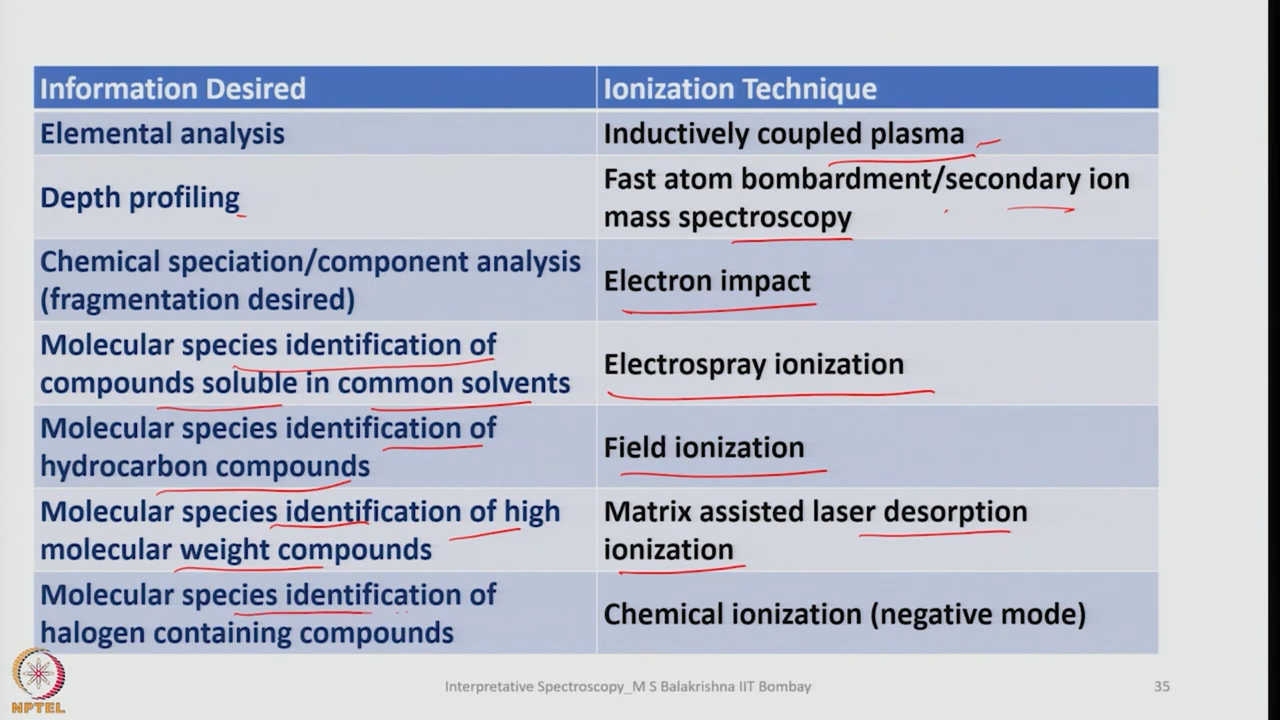 Information Desired
Ionization Technique
Elemental analysis
Inductively coupled plasma
Depth profiling
Fast atom bombardment/secondary ion
mass spectroscopy
Chemical speciation/component analysis
(fragmentation desired)
Electron impact
Molecular species identification of
compounds soluble in common solvents
Electrospray ionization
Molecular species identification of
hydrocarbon compounds
Field ionization
Molecular species identification of high
molecular weight compounds
Matrix assisted laser desorption
ionization
Molecular species identification of
halogen containing compounds
Chemical ionization (negative mode)
NPTEL
Interpretative Spectroscopy_M S Balakrishna IIT Bombay
35